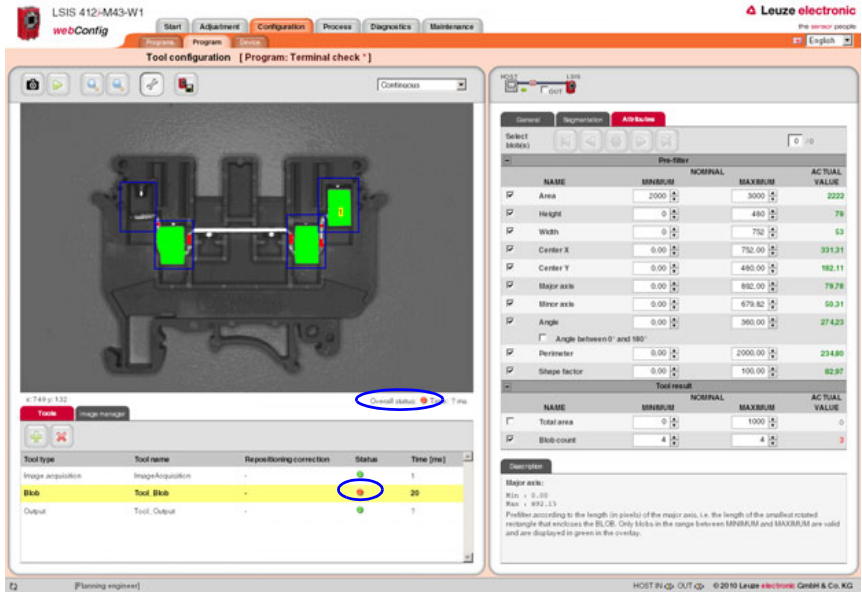 LSIS 412i-M43-W1
webConfig
Leuze electronic
the sensor people
Start Adjustment Configuration Process Diagnostics Maintenance
Programs Program Device
English
Tool configuration [Program: Terminal check *]
Continuous
HOST LSIS
OUT
General Segmentation Attributes
Select
blob(s)
0 /0
Pre-filter
NOMINAL ACTUAL
NAME MINIMUM MAXIMUM VALUE
Area 2000 3000 2222
Height 0 480 79
Width 0 752 53
Center X 0.00 752.00 331,31
Center Y 0.00 480.00 182,11
Major axis 0.00 892.00 79,78
Minor axis 0.00 679.82 50,31
Angle 0.00 360.00 274,23
Angle between 0° and 180°
Perimeter 0.00 2000.00 234,80
Shape factor 0.00 100.00 82,97
Tool result
NOMINAL ACTUAL
NAME MINIMUM MAXIMUM VALUE
Total area 0 1000 0
Blob count 4 4 3
Description
Major axis:
Min : 0.00
Max : 892.15
Prefilter according to the length (in pixels) of the major axis, i.e. the length of the smallest rotated
rectangle that encloses the BLOB. Only blobs in the range between MINIMUM and MAXIMUM are valid
and are displayed in green in the overlay.
x:749 y:132
Overall status: Time: ? ms
Tools Image manager
Tool type Tool name Repositioning correction Status Time [ms]
Image acquisition ImageAcquisition - 1
Blob Tool_Blob - 20
Output Tool_Output - ?
[Planning engineer]
HOST IN OUT © 2010 Leuze electronic GmbH & Co. KG